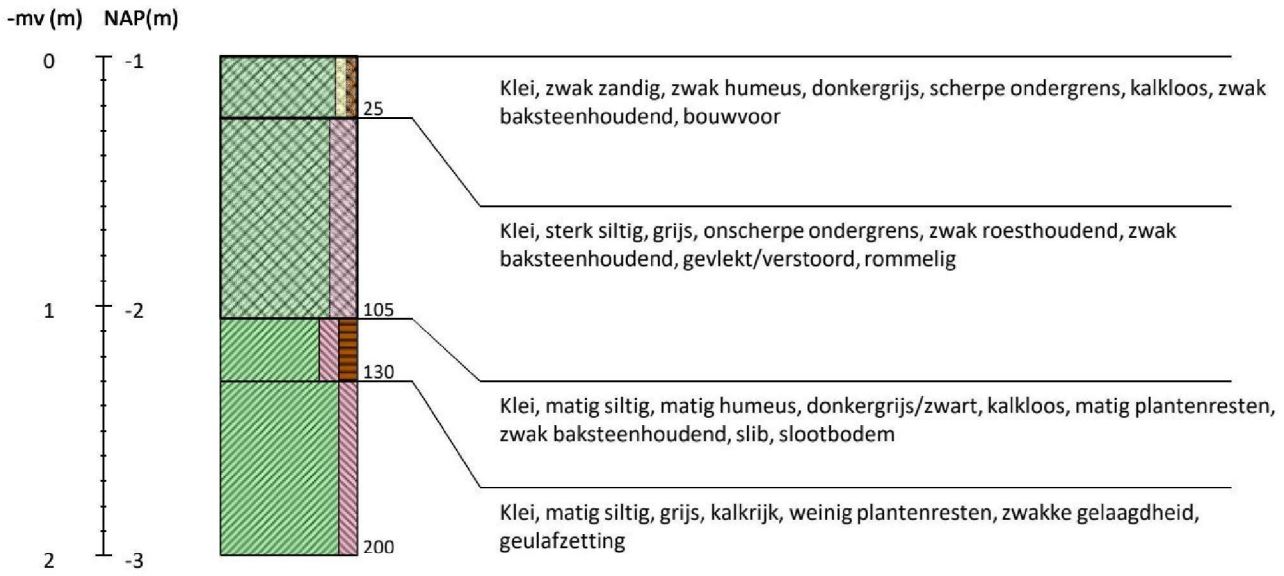 -mv (m) NAP(m)
0 -1
Klei, zwak zandig, zwak humeus, donkergrijs, scherpe ondergrens, kalkloos, zwak
baksteenhoudend, bouwvoor
25
Klei, sterk siltig, grijs, onscherpe ondergrens, zwak roesthoudend, zwak
baksteenhoudend, gevlekt/verstoord, rommelig
1 -2
105
130
Klei, matig siltig, matig humeus, donkergrijs/zwart, kalkloos, matig plantenresten,
zwak baksteenhoudend, slib, slootbodem
Klei, matig siltig, grijs, kalkrijk, weinig plantenresten, zwakke gelaagdheid,
geulafzetting
200
2 -3